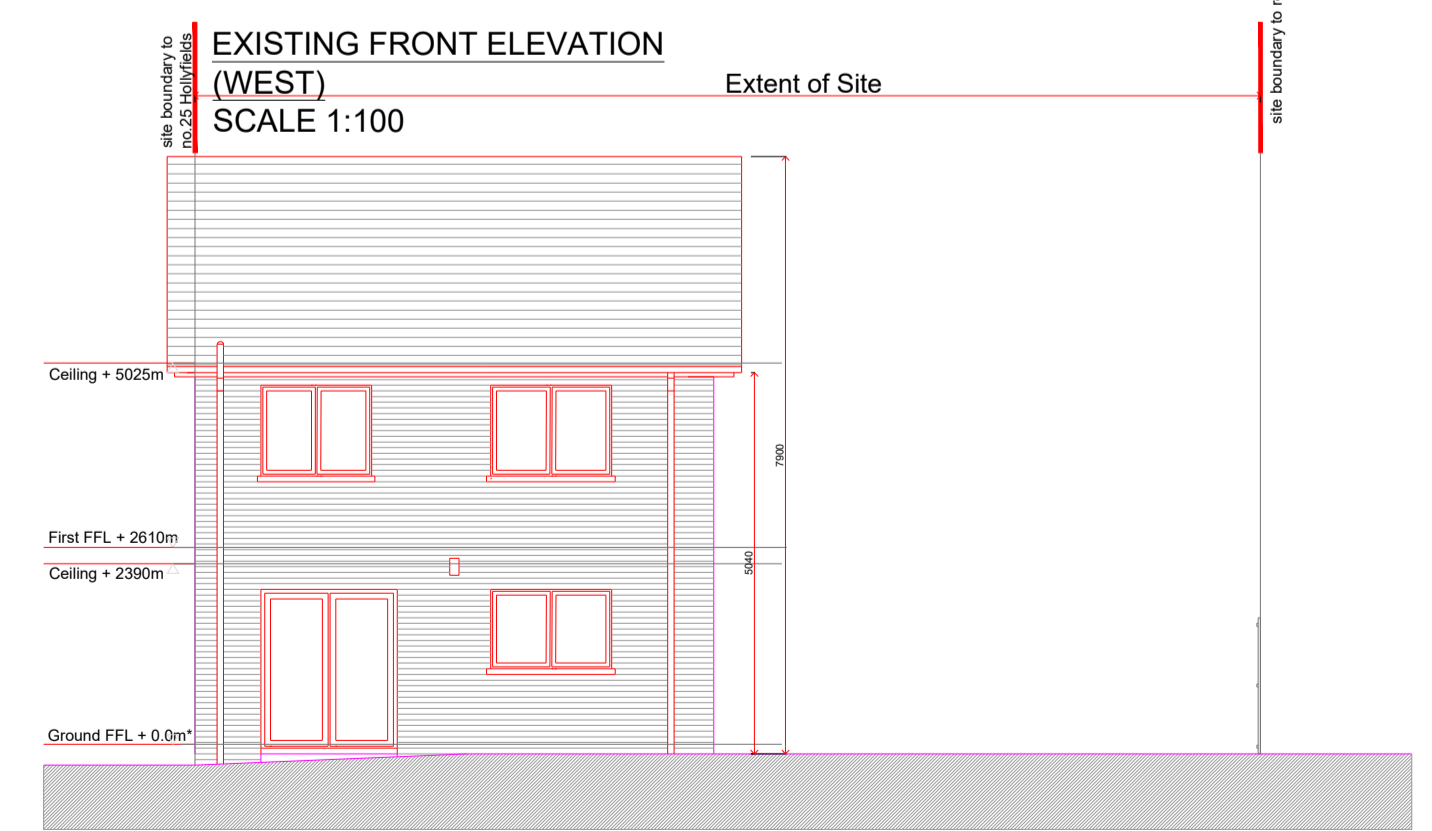 site boundary to
no.25 Hollyfields
EXISTING FRONT ELEVATION
(WEST)
SCALE 1:100
Extent of Site
site boundary to
Ceiling + 5025m
7900
First FFL + 2610m
Ceiling + 2390m
5040
Ground FFL + 0.0m*